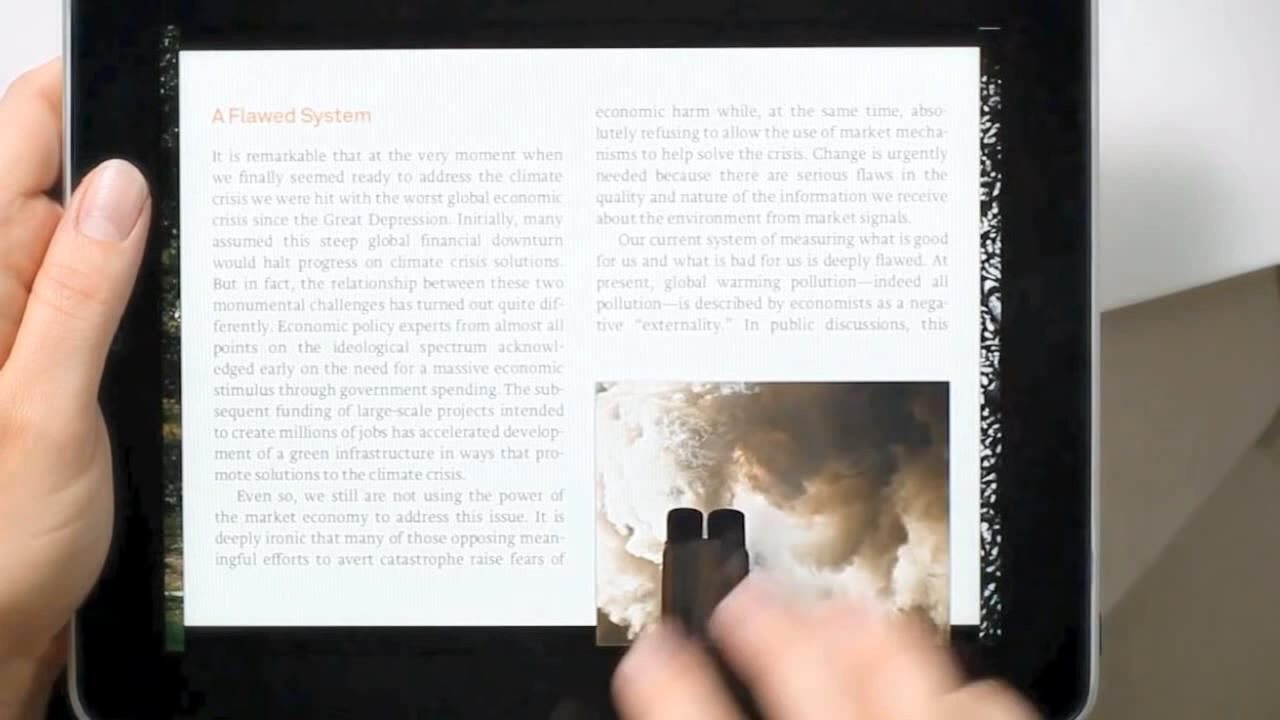 A Flawed System
It is remarkable that at the very moment when
we finally seemed ready to address the climate
crisis we were hit with the worst global economic
crisis since the Great Depression. Initially, many
assumed this steep global financial downturn
would halt progress on climate crisis solutions.
But in fact, the relationship between these two
monumental challenges has turned out quite dif-
ferently. Economic policy experts from almost all
points on the ideological spectrum acknowl-
edged early on the need for a massive economic
stimulus through government spending. The sub-
sequent funding of large-scale projects intended
to create millions of jobs has accelerated develop-
ment of a green infrastructure in ways that pro-
mote solutions to the climate crisis.
Even so, we still are not using the power of
the market economy to address this issue. It is
deeply ironic that many of those opposing mean-
ingful efforts to avert catastrophe raise fears of
economic harm while, at the same time, abso-
lutely refusing to allow the use of market mecha-
nisms to help solve the crisis. Change is urgently
needed because there are serious flaws in the
quality and nature of the information we receive
about the environment from market signals.
Our current system of measuring what is good
for us and what is bad for us is deeply flawed. At
present, global warming pollution—indeed all
pollution—is described by economists as a nega-
tive “externality.” In public discussions, this